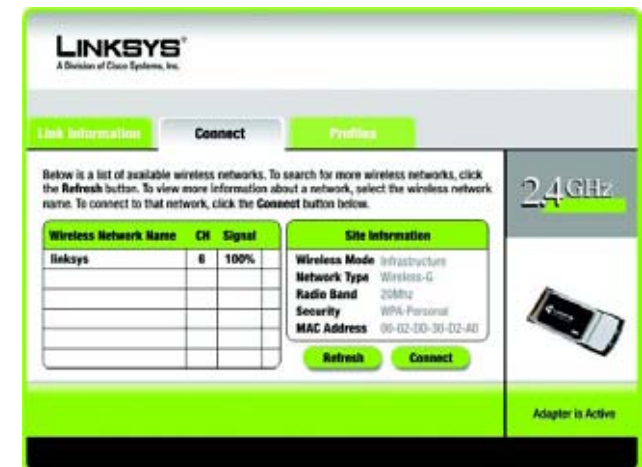 LINKSYS®
A Division of Cisco Systems, Inc.
Link Information
Connect
Profiles
Below is a list of available wireless networks. To search for more wireless networks, click
the Refresh button. To view more information about a network, select the wireless network
name. To connect to that network, click the Connect button below.
2.4GHz
Wireless Network Name CH Signal
linksys 6 100%
Site Information
Wireless Mode Infrastructure
Network Type Wireless-G
Radio Band 20Mhz
Security WPA-Personal
MAC Address 00-02-DD-30-D2-A0
Refresh
Connect
Adapter is Active